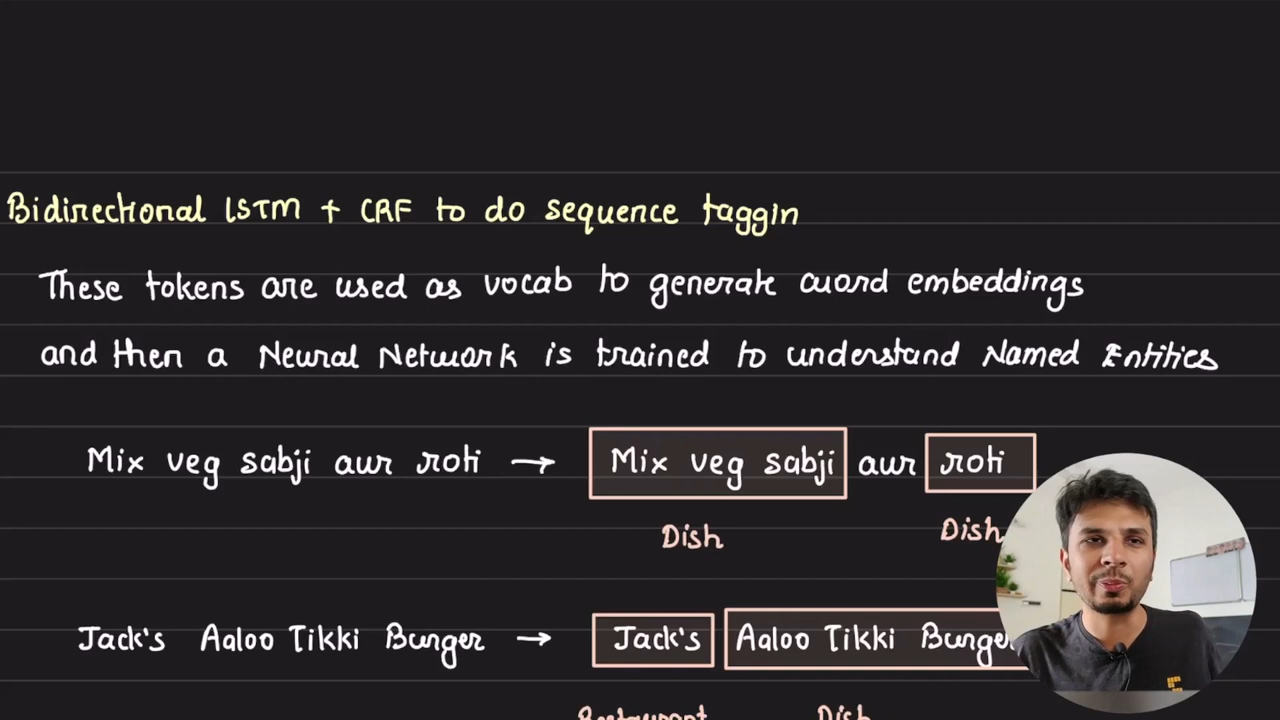 Bidirectional LSTM + CRF to do sequence taggin
These tokens are used as vocab to generate word embeddings
and then a Neural Network is trained to understand Named Entities
Mix veg sabji aur roti → Mix veg sabji aur roti
Dish Dish
Jack's Aaloo Tikki Burger → Jack's Aaloo Tikki Burger
Restaurant Dish